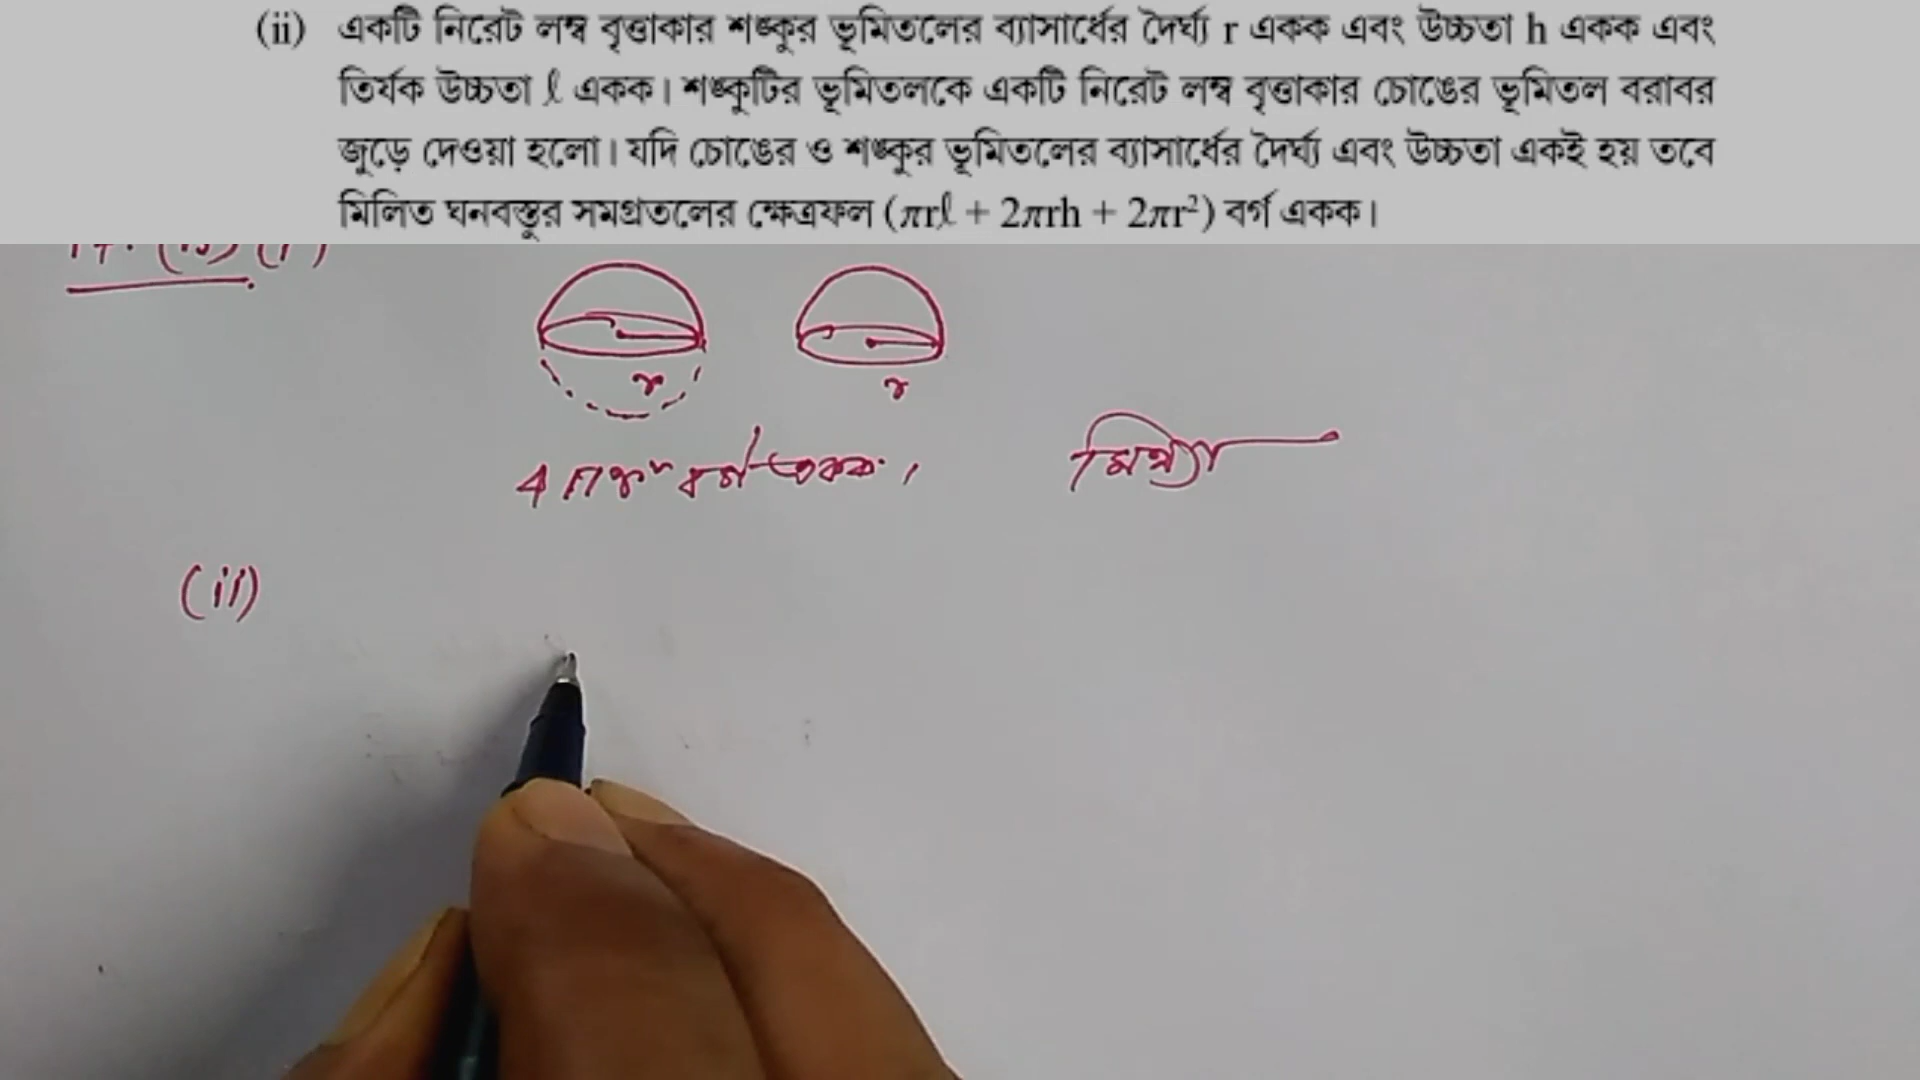 (ii) একটি নিরেট লম্ব বৃত্তাকার শঙ্কুর ভূমিতলের ব্যাসার্ধের দৈর্ঘ্য r একক এবং উচ্চতা h একক এবং
তির্যক উচ্চতা ℓ একক। শঙ্কুটির ভূমিতলকে একটি নিরেট লম্ব বৃত্তাকার চোঙের ভূমিতল বরাবর
জুড়ে দেওয়া হলো। যদি চোঙের ও শঙ্কুর ভূমিতলের ব্যাসার্ধের দৈর্ঘ্য এবং উচ্চতা একই হয় তবে
মিলিত ঘনবস্তুর সমগ্রতলের ক্ষেত্রফল (πrℓ + 2πrh + 2πr²) বর্গ একক।
r r
4πr² বর্গ একক। মিথ্যা
(ii)